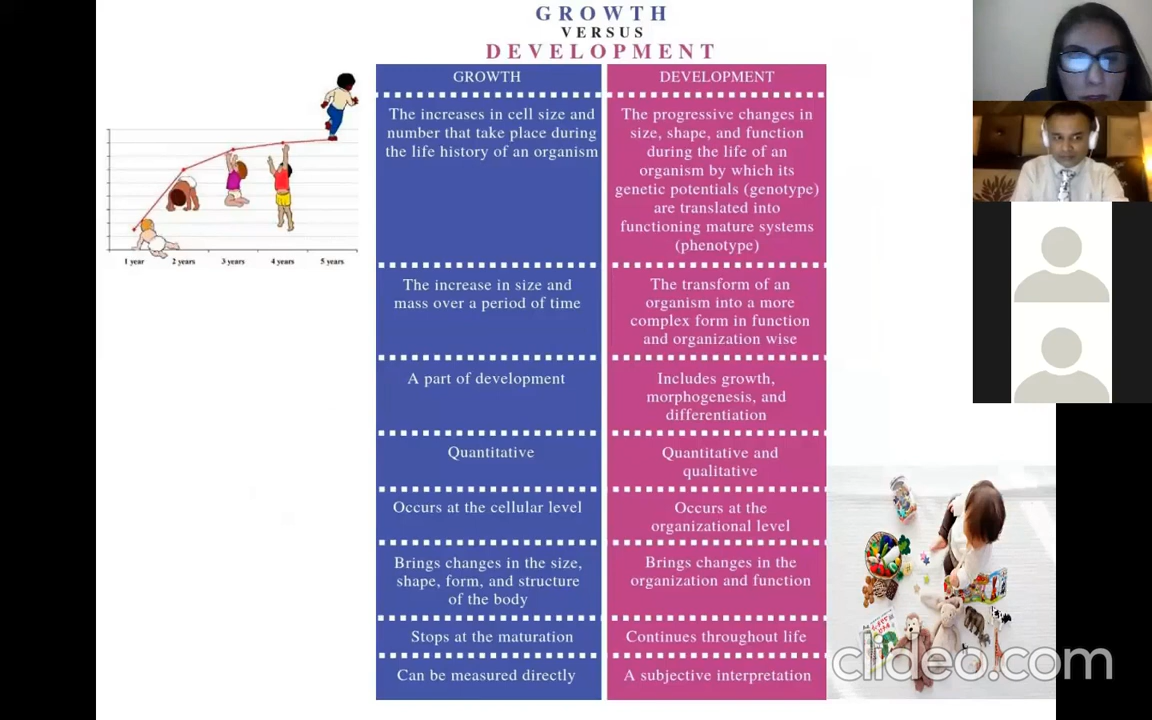 GROWTH
VERSUS
DEVELOPMENT
GROWTH
The increases in cell size and
number that take place during
the life history of an organism
The increase in size and
mass over a period of time
A part of development
Quantitative
Occurs at the cellular level
Brings changes in the size,
shape, form, and structure
of the body
Stops at the maturation
Can be measured directly
DEVELOPMENT
The progressive changes in
size, shape, and function
during the life of an
organism by which its
genetic potentials (genotype)
are translated into
functioning mature systems
(phenotype)
The transform of an
organism into a more
complex form in function
and organization wise
Includes growth,
morphogenesis, and
differentiation
Quantitative and
qualitative
Occurs at the
organizational level
Brings changes in the
organization and function
Continues throughout life
A subjective interpretation
1 year 2 years 3 years 4 years 5 years
clideo.com